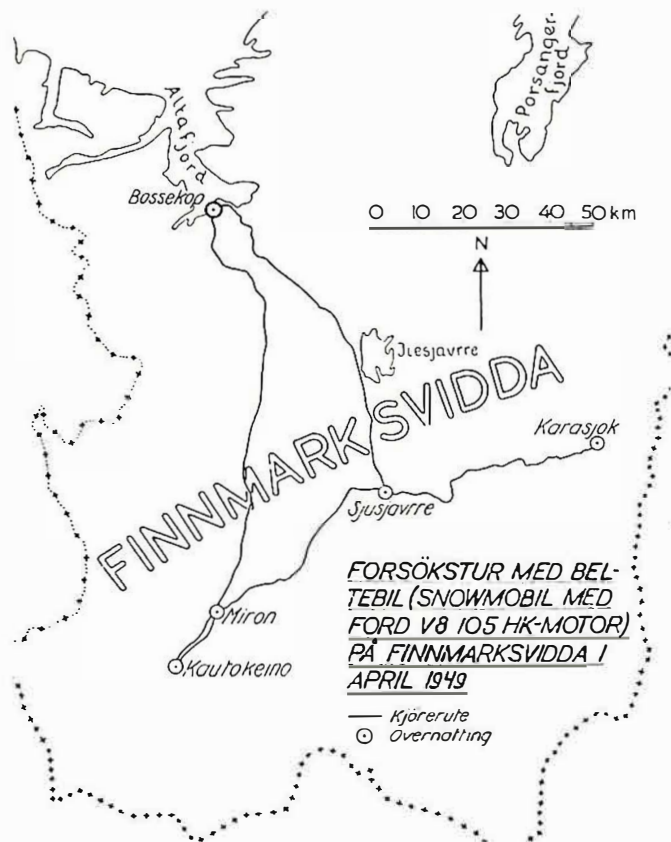 Altafjord
Porsanger-
fjord
Bossekop
0 10 20 30 40 50 km
N
Jiesjavrre
FINNMARKSVIDDA
Karasjok
Sjusjavrre
FORSÖKSTUR MED BEL-
TEBIL (SNOWMOBIL MED
FORD V8 105 HK-MOTOR)
PÅ FINNMARKSVIDDA I
APRIL 1949
Miron
Kautokeino
Kjörerute
Overnatting